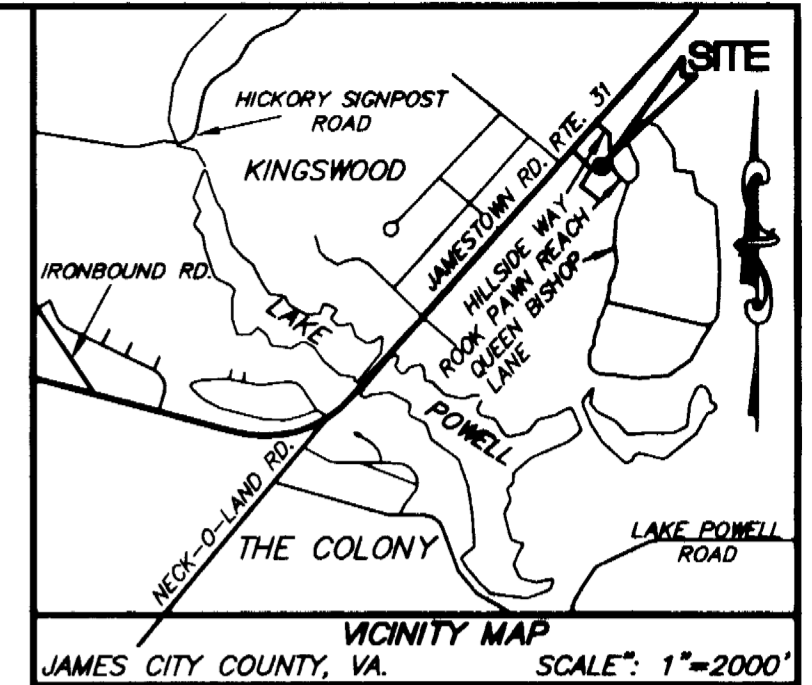 SITE
HICKORY SIGNPOST
ROAD
KINGSWOOD
JAMESTOWN RD. RTE. 31
HILLSIDE WAY
ROOK PAWN REACH
QUEEN BISHOP
LANE
IRONBOUND RD.
LAKE
POWELL
NECK-O-LAND RD.
THE COLONY
LAKE POWELL
ROAD
VICINITY MAP
JAMES CITY COUNTY, VA. SCALE": 1"=2000'